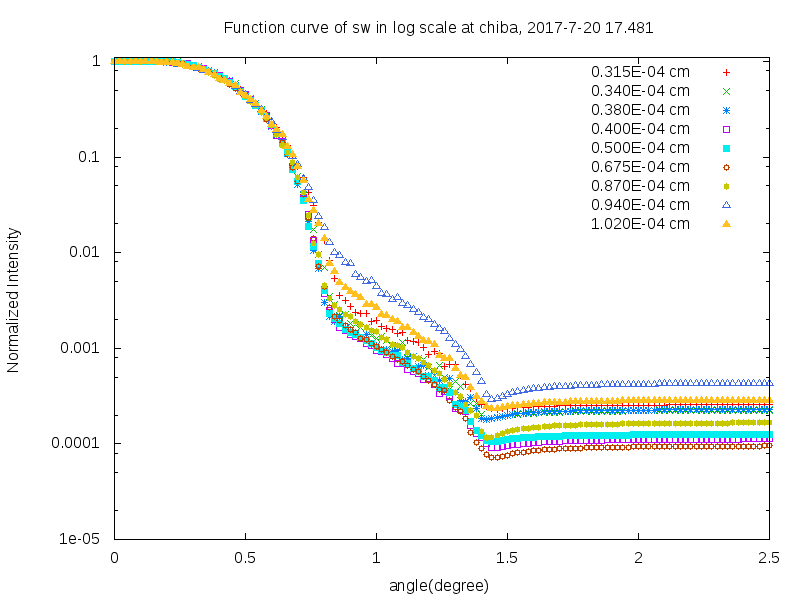 Function curve of sw in log scale at chiba, 2017-7-20 17.481
1
0.1
0.01
0.001
0.0001
1e-05
Normalized Intensity
0.315E-04 cm
0.340E-04 cm
0.380E-04 cm
0.400E-04 cm
0.500E-04 cm
0.675E-04 cm
0.870E-04 cm
0.940E-04 cm
1.020E-04 cm
0 0.5 1 1.5 2 2.5
angle(degree)